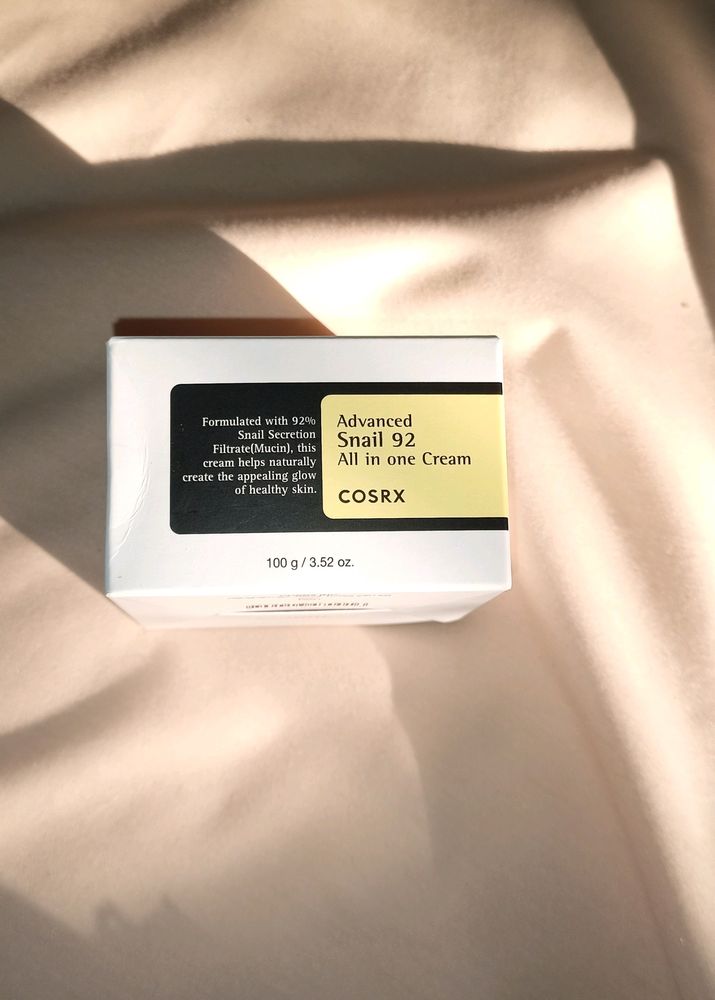 Formulated with 92%
Snail Secretion
Filtrate(Mucin), this
cream helps naturally
create the appealing glow
of healthy skin.
Advanced
Snail 92
All in one Cream
COSRX
100 g / 3.52 oz.